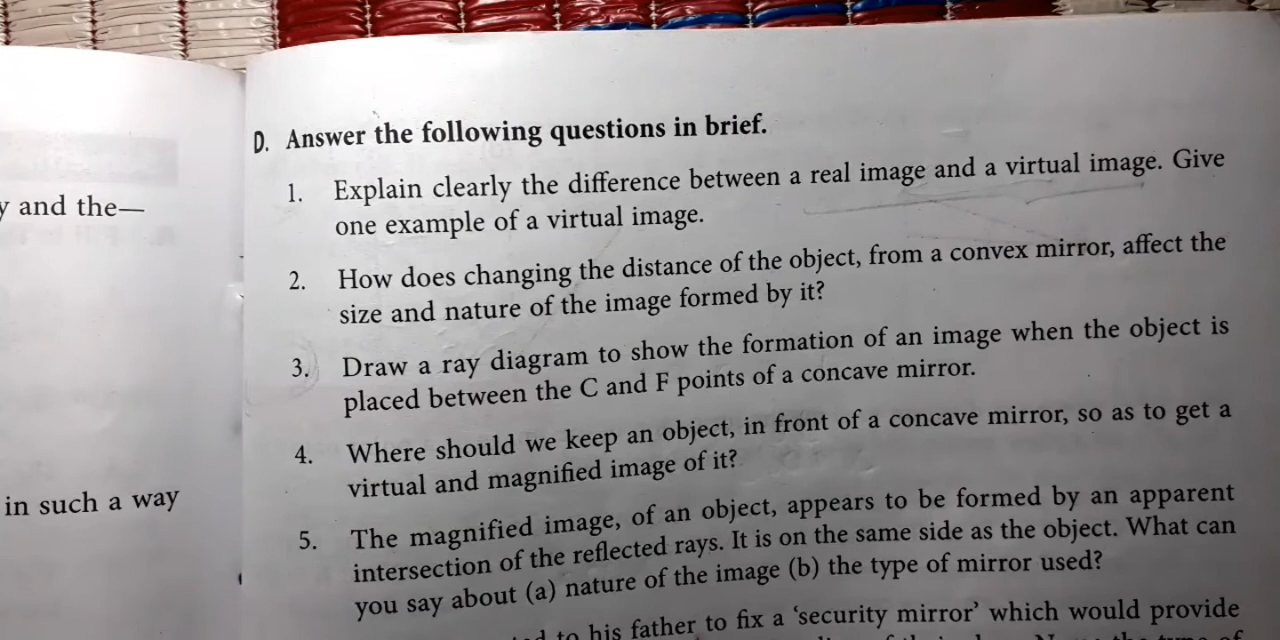 and the—
in such a way
D. Answer the following questions in brief.
1. Explain clearly the difference between a real image and a virtual image. Give
one example of a virtual image.
2. How does changing the distance of the object, from a convex mirror, affect the
size and nature of the image formed by it?
3. Draw a ray diagram to show the formation of an image when the object is
placed between the C and F points of a concave mirror.
4. Where should we keep an object, in front of a concave mirror, so as to get a
virtual and magnified image of it?
5. The magnified image, of an object, appears to be formed by an apparent
intersection of the reflected rays. It is on the same side as the object. What can
you say about (a) nature of the image (b) the type of mirror used?
to his father to fix a ‘security mirror’ which would provide